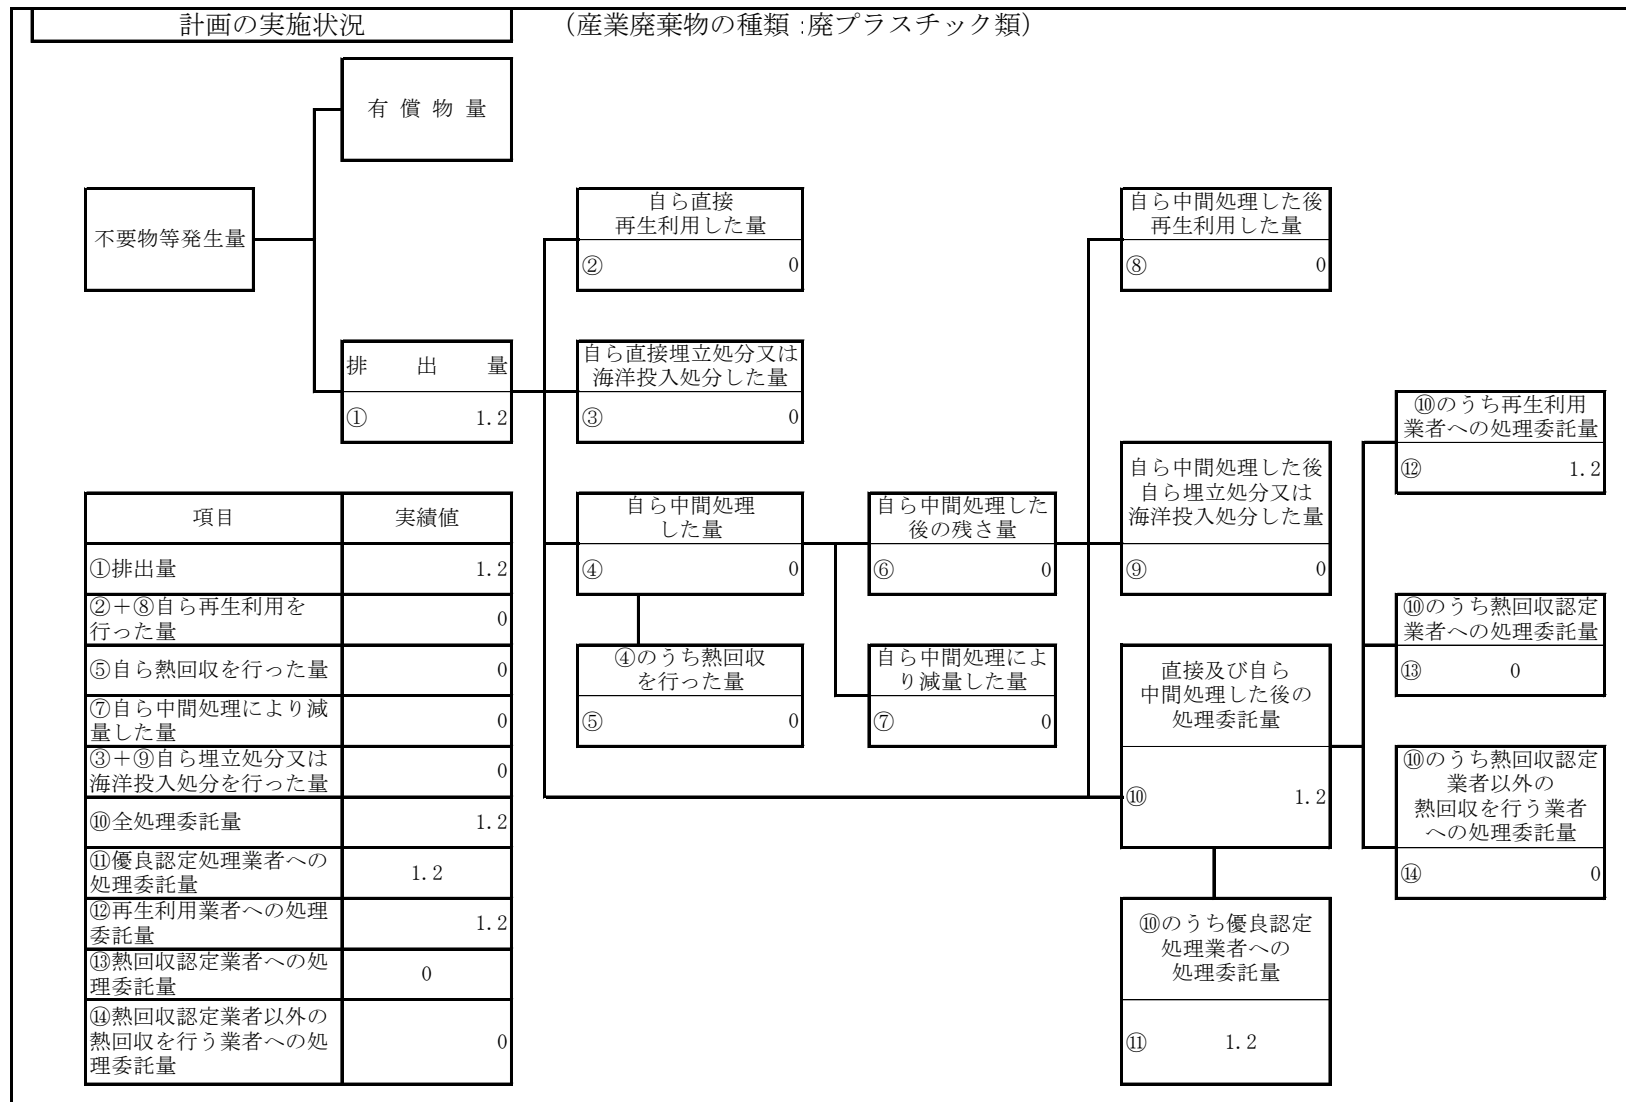 計画の実施状況
（産業廃棄物の種類：廃プラスチック類）
有 償 物 量
不要物等発生量
自ら直接
再生利用した量
② 0
自ら中間処理した後
再生利用した量
⑧ 0
排 出 量
① 1.2
自ら直接埋立処分又は
海洋投入処分した量
③ 0
⑩のうち再生利用
業者への処理委託量
⑫ 1.2
自ら中間処理した後
自ら埋立処分又は
海洋投入処分した量
⑨ 0
自ら中間処理
した量
④ 0
自ら中間処理した
後の残さ量
⑥ 0
⑩のうち熱回収認定
業者への処理委託量
⑬ 0
④のうち熱回収
を行った量
⑤ 0
自ら中間処理によ
り減量した量
⑦ 0
直接及び自ら
中間処理した後の
処理委託量
⑩ 1.2
⑩のうち熱回収認定
業者以外の
熱回収を行う業者
への処理委託量
⑭ 0
⑩のうち優良認定
処理業者への
処理委託量
⑪ 1.2
項目 実績値
①排出量 1.2
②＋⑧自ら再生利用を
行った量 0
⑤自ら熱回収を行った量 0
⑦自ら中間処理により減
量した量 0
③＋⑨自ら埋立処分又は
海洋投入処分を行った量 0
⑩全処理委託量 1.2
⑪優良認定処理業者への
処理委託量 1.2
⑫再生利用業者への処理
委託量 1.2
⑬熱回収認定業者への処
理委託量 0
⑭熱回収認定業者以外の
熱回収を行う業者への処
理委託量 0